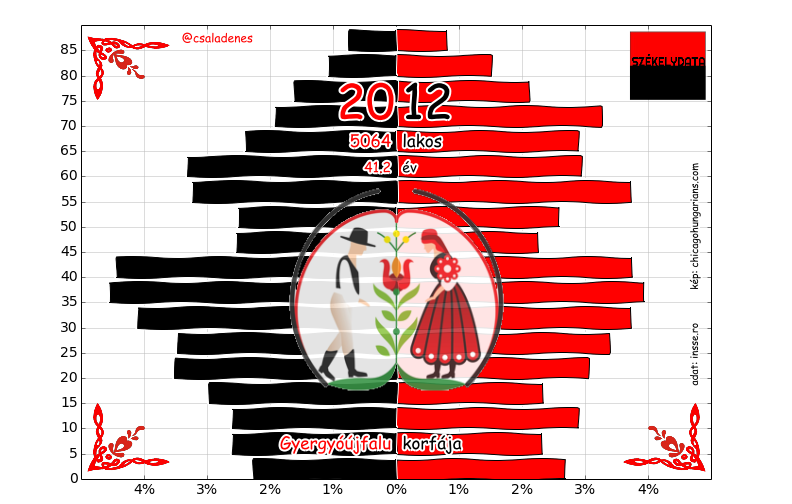 @csaladenes
SZÉKELYDATA
2012
5064 lakos
41,2 év
Gyergyóújfalu korfája
kép: chicagohungarians.com
adat: insse.ro
85
80
75
70
65
60
55
50
45
40
35
30
25
20
15
10
5
0
4% 3% 2% 1% 0% 1% 2% 3% 4%